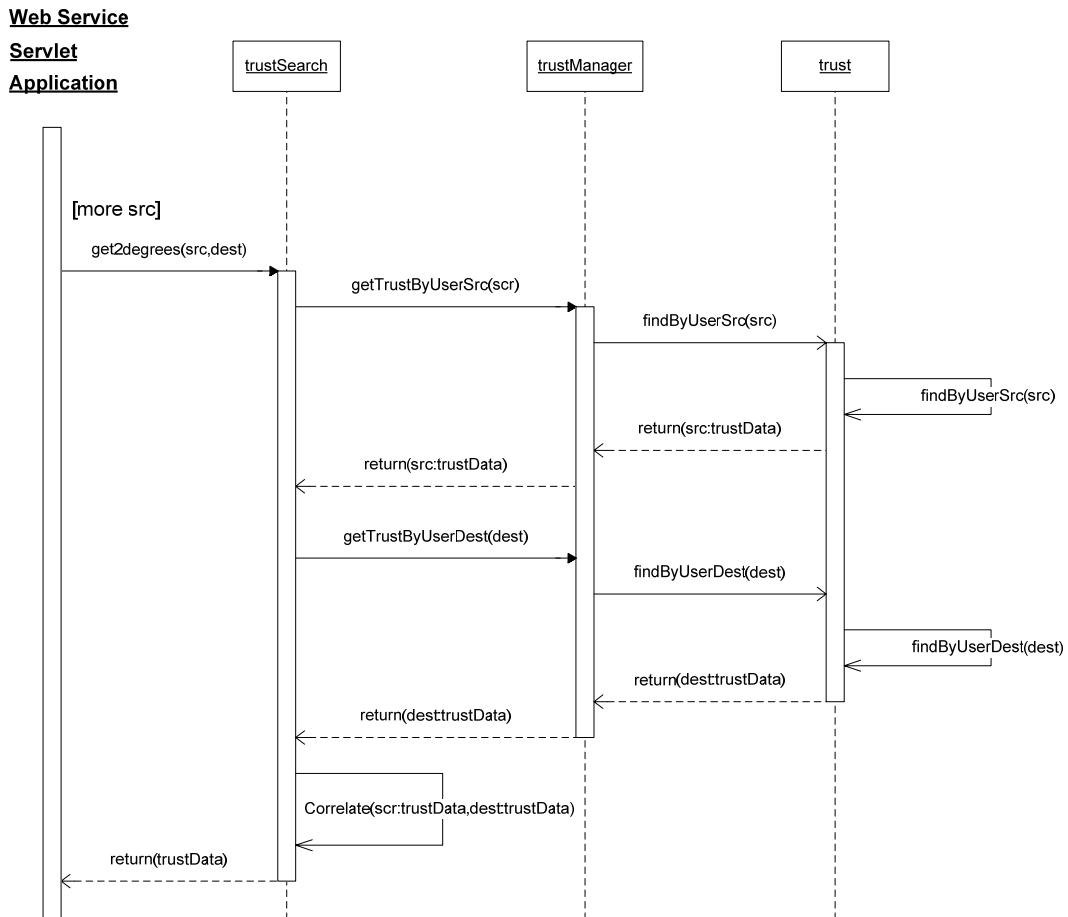 Web Service
Servlet
Application
trustSearch
trustManager
trust
[more src]
get2degrees(src,dest)
getTrustByUserSrc(scr)
findByUserSrc(src)
findByUserSrc(src)
return(src:trustData)
return(src:trustData)
getTrustByUserDest(dest)
findByUserDest(dest)
findByUserDest(dest)
return(dest:trustData)
return(dest:trustData)
Correlate(scr:trustData,dest:trustData)
return(trustData)